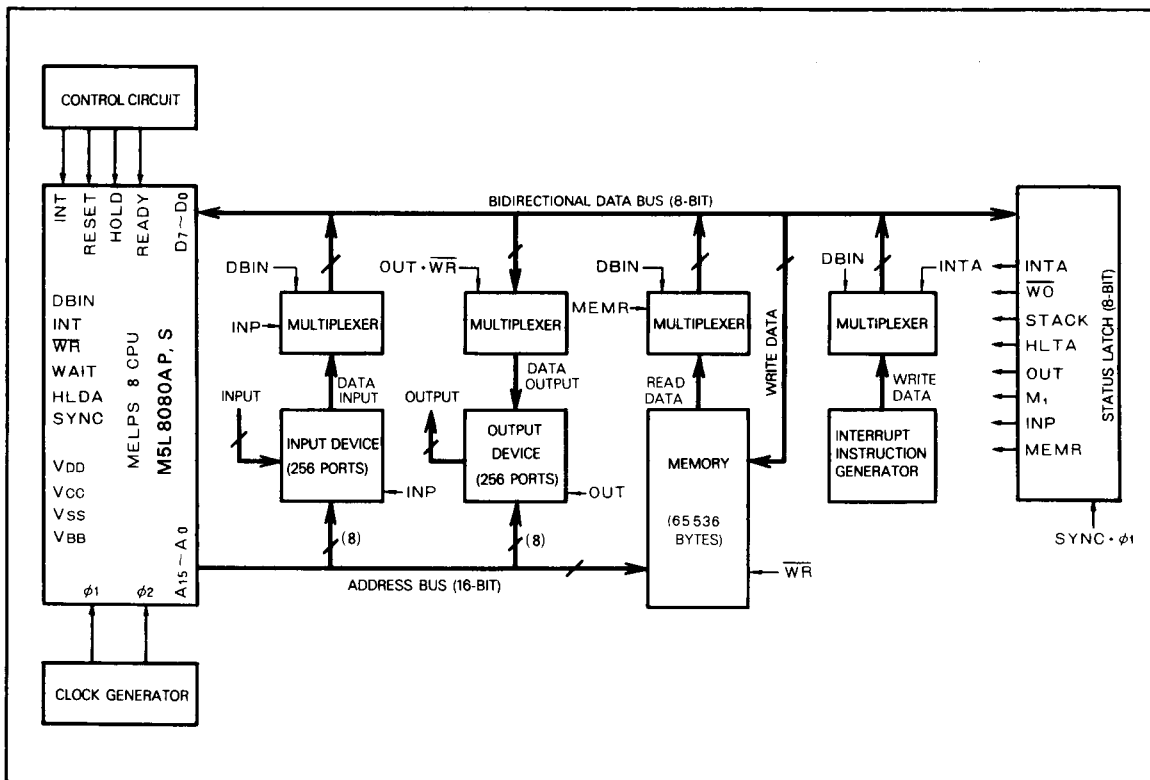 CONTROL CIRCUIT
INT
RESET
HOLD
READY
D7~D0
DBIN
INT
W̅R̅
WAIT
HLDA
SYNC
MELPS 8 CPU
M5L8080AP, S
VDD
VCC
VSS
VBB
A15~A0
φ1
φ2
CLOCK GENERATOR
BIDIRECTIONAL DATA BUS (8-BIT)
DBIN
MULTIPLEXER
INP
DATA
INPUT
INPUT
INPUT DEVICE
(256 PORTS)
INP
(8)
OUT·W̅R̅
MULTIPLEXER
DATA
OUTPUT
OUTPUT
OUTPUT
DEVICE
(256 PORTS)
OUT
(8)
ADDRESS BUS (16-BIT)
DBIN
MEMR
MULTIPLEXER
READ
DATA
WRITE DATA
MEMORY
(65536
BYTES)
W̅R̅
DBIN
INTA
MULTIPLEXER
WRITE
DATA
INTERRUPT
INSTRUCTION
GENERATOR
INTA
W̅O̅
STACK
HLTA
OUT
M1
INP
MEMR
STATUS LATCH (8-BIT)
SYNC·φ1